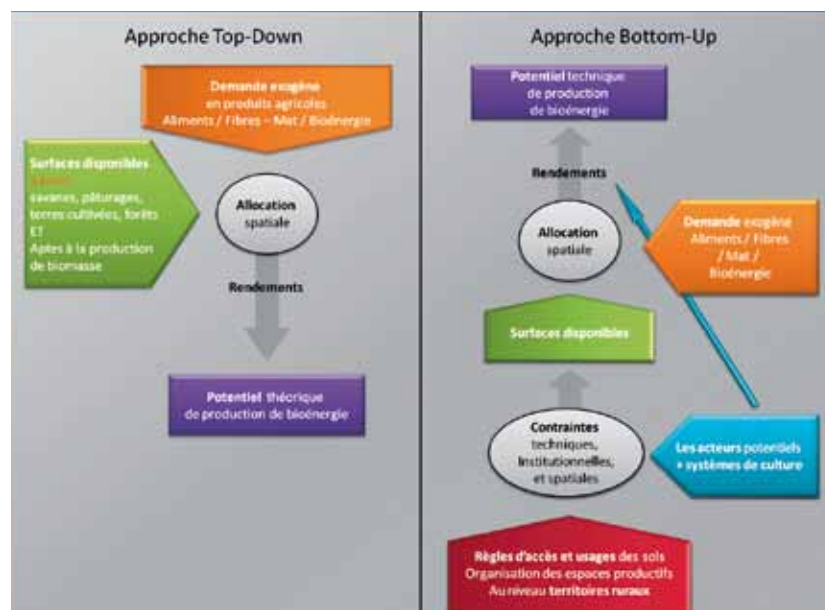 Approche Top-Down
Demande exogène
en produits agricoles
Aliments / Fibres – Mat / Bioénergie
Surfaces disponibles
savanes, pâturages,
terres cultivées, forêts
ET
Aptes à la production
de biomasse
Allocation
spatiale
Rendements
Potentiel théorique
de production de bioénergie
Approche Bottom-Up
Potentiel technique
de production
de bioénergie
Rendements
Allocation
spatiale
Demande exogène
Aliments / Fibres
/ Mat /
Bioénergie
Surfaces disponibles
Contraintes
techniques,
Institutionnelles,
et spatiales
Les acteurs potentiels
+ systèmes de culture
Règles d'accès et usages des sols
Organisation des espaces productifs
Au niveau territoires ruraux